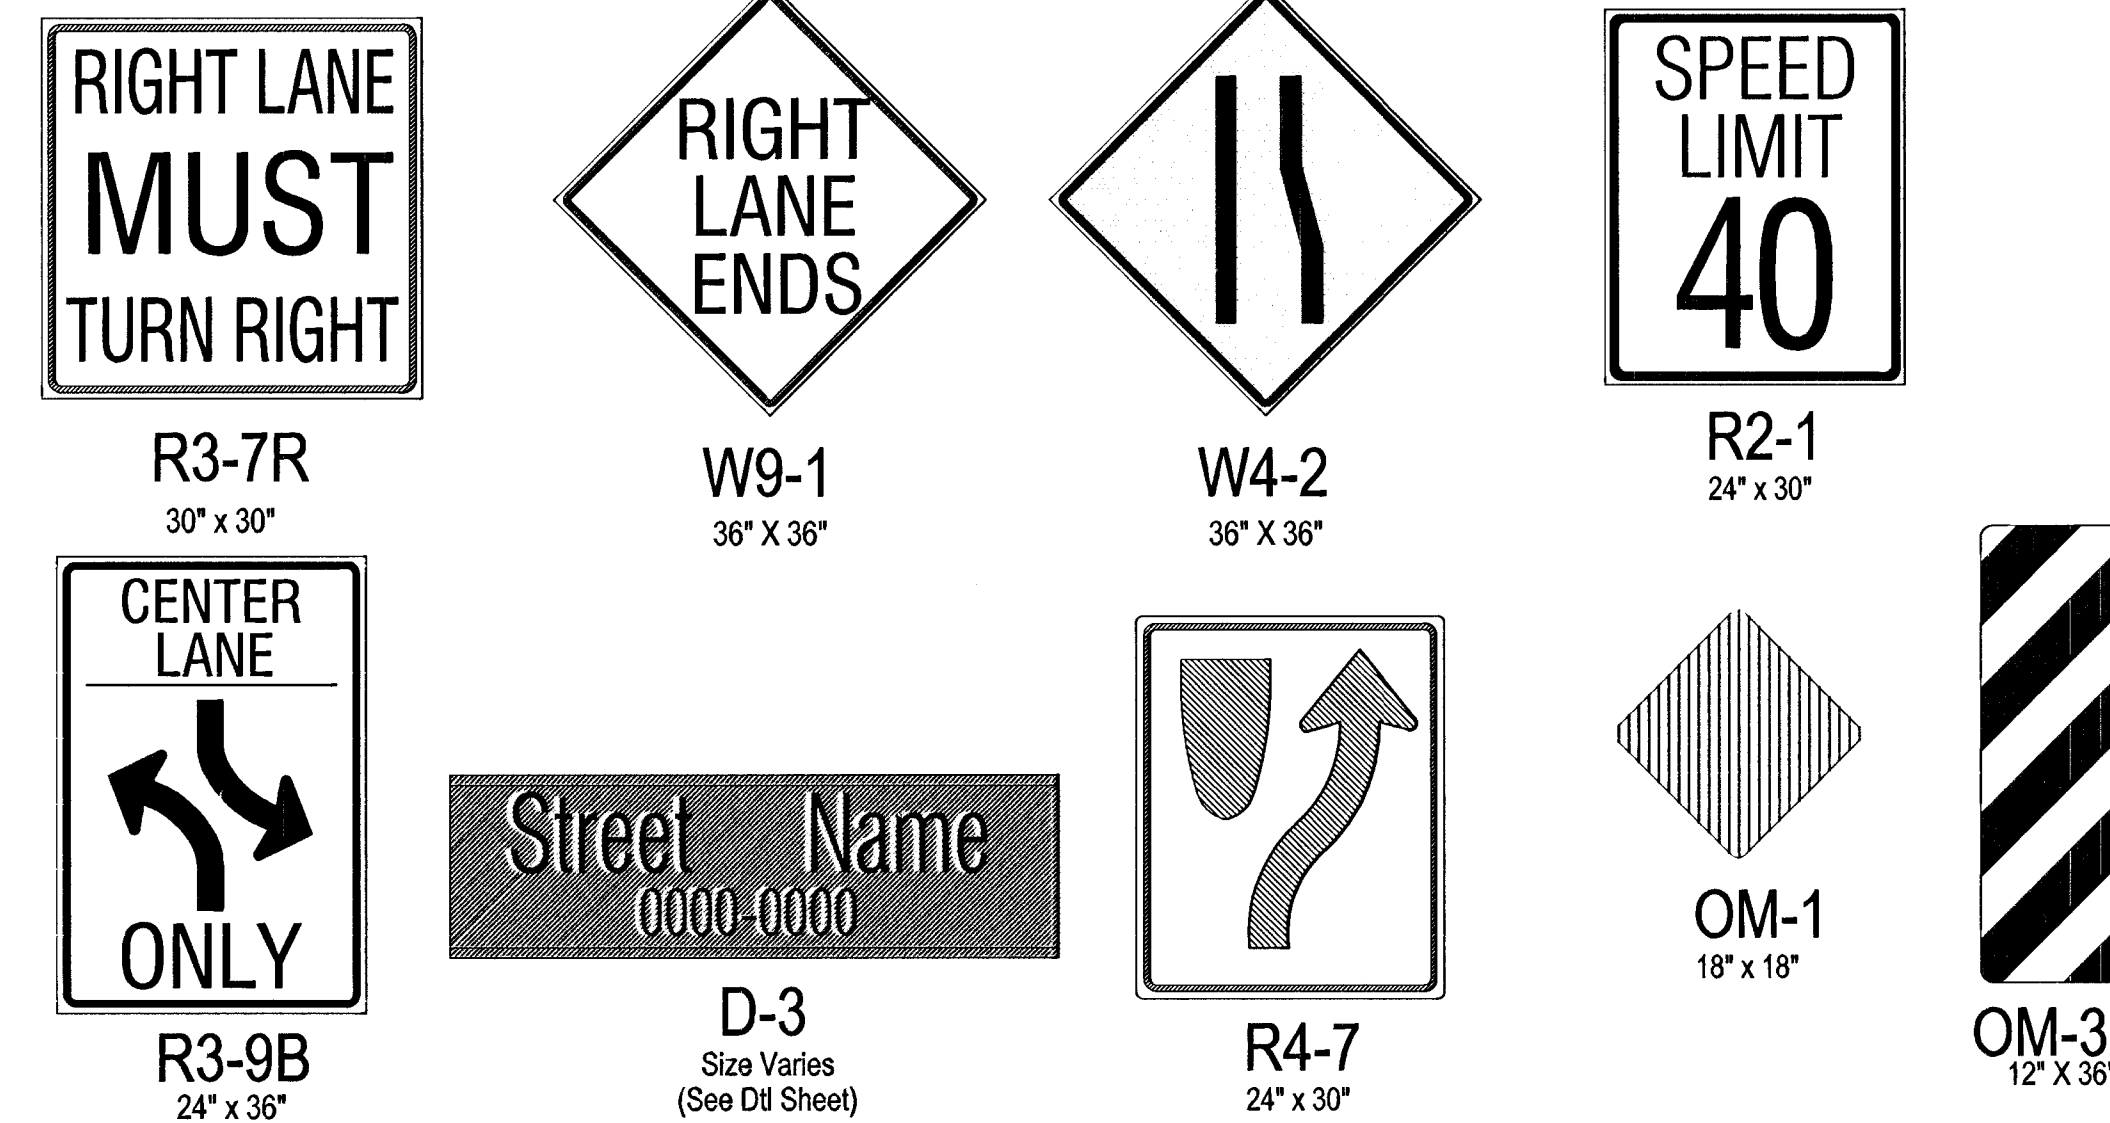 RIGHT LANE
MUST
TURN RIGHT
R3-7R
30" x 30"
RIGHT
LANE
ENDS
W9-1
36" X 36"
W4-2
36" X 36"
SPEED
LIMIT
40
R2-1
24" x 30"
CENTER
LANE
ONLY
R3-9B
24" x 36"
Street Name
0000-0000
D-3
Size Varies
(See Dtl Sheet)
R4-7
24" x 30"
OM-1
18" x 18"
OM-3
12" X 36"